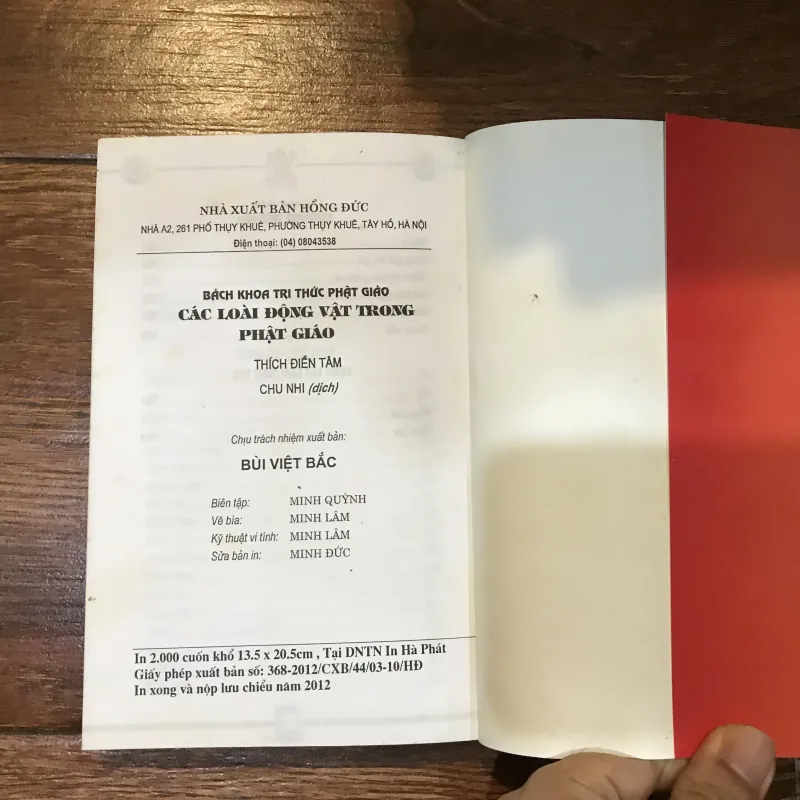 NHÀ XUẤT BẢN HỒNG ĐỨC
NHÀ A2, 261 PHỐ THỤY KHUÊ, PHƯỜNG THỤY KHUÊ, TÂY HỒ, HÀ NỘI
Điện thoại: (04) 08043538
BÁCH KHOA TRI THỨC PHẬT GIÁO
CÁC LOÀI ĐỘNG VẬT TRONG
PHẬT GIÁO
THÍCH ĐIỀN TÂM
CHU NHI (dịch)
Chịu trách nhiệm xuất bản:
BÙI VIỆT BẮC
Biên tập: MINH QUỲNH
Vẽ bìa: MINH LÂM
Kỹ thuật vi tính: MINH LÂM
Sửa bản in: MINH ĐỨC
In 2.000 cuốn khổ 13.5 x 20.5cm , Tại DNTN In Hà Phát
Giấy phép xuất bản số: 368-2012/CXB/44/03-10/HĐ
In xong và nộp lưu chiểu năm 2012